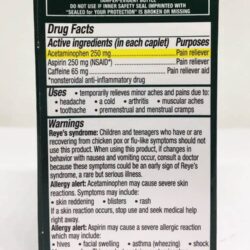 TAMPER EVIDENT BOTTLE
DO NOT USE IF INNER SEAL IMPRINTED WITH
"SEALED for YOUR PROTECTION" IS BROKEN OR MISSING
Drug Facts
Active ingredients (in each caplet) Purposes
Acetaminophen 250 mg Pain reliever
Aspirin 250 mg (NSAID*) Pain reliever
Caffeine 65 mg Pain reliever aid
*nonsteroidal anti-inflammatory drug
Uses • temporarily relieves minor aches and pains due to:
• headache • a cold • arthritis • muscular aches
• toothache • premenstrual & menstrual cramps
Warnings
Reye's syndrome: Children and teenagers who have or are
recovering from chicken pox or flu-like symptoms should not
use this product. When using this product, if changes in
behavior with nausea and vomiting occur, consult a doctor
because these symptoms could be an early sign of Reye's
syndrome, a rare but serious illness.
Allergy alert: Acetaminophen may cause severe skin
reactions. Symptoms may include:
• skin reddening • blisters • rash
If a skin reaction occurs, stop use and seek medical help
right away.
Allergy alert: Aspirin may cause a severe allergic reaction
which may include:
• hives • facial swelling • asthma (wheezing) • shock